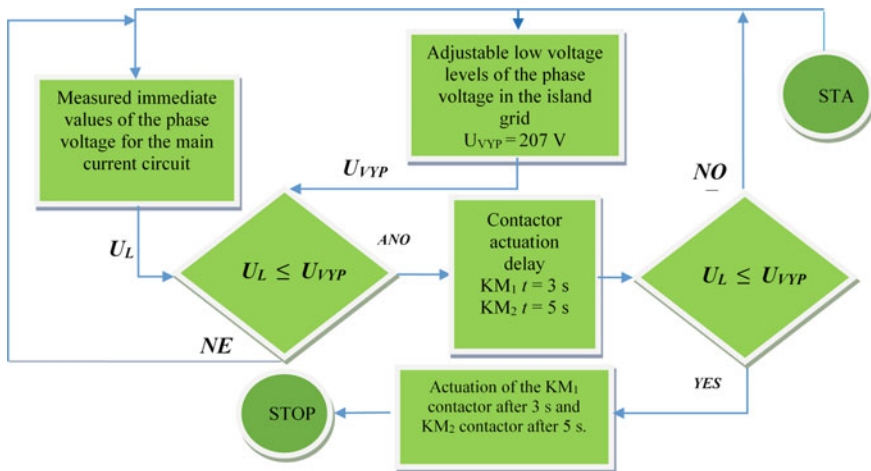 Adjustable low voltage
levels of the phase
voltage in the island
grid
UVYP = 207 V
STA
Measured immediate
values of the phase
voltage for the main
current circuit
UVYP
NO
UL
ANO
Contactor
actuation
delay
KM1 t = 3 s
KM2 t = 5 s
UL ≤ UVYP
UL ≤ UVYP
NE
YES
STOP
Actuation of the KM1
contactor after 3 s and
KM2 contactor after 5 s.